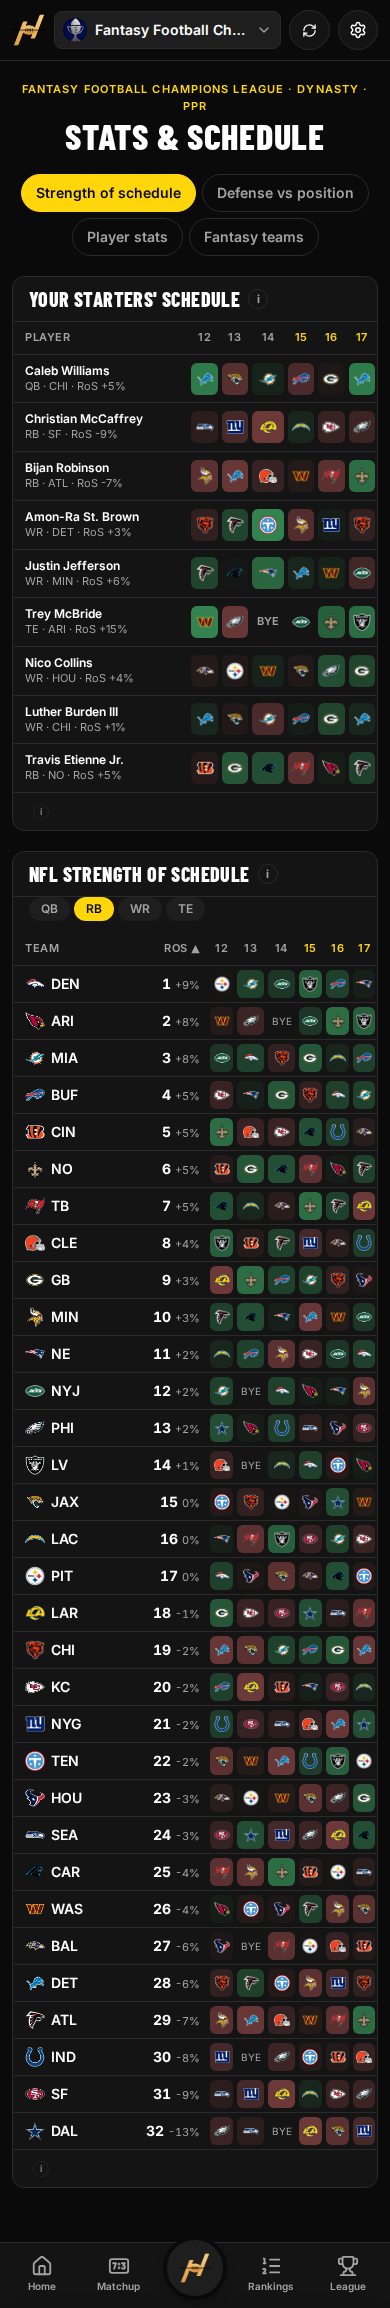 Fantasy Football Ch...
FANTASY FOOTBALL CHAMPIONS LEAGUE · DYNASTY ·
PPR
STATS & SCHEDULE
Strength of schedule
Defense vs position
Player stats
Fantasy teams
YOUR STARTERS' SCHEDULE i
PLAYER 12 13 14 15 16 17
Caleb Williams
QB · CHI · RoS +5%
Christian McCaffrey
RB · SF · RoS -9%
Bijan Robinson
RB · ATL · RoS -7%
Amon-Ra St. Brown
WR · DET · RoS +3%
Justin Jefferson
WR · MIN · RoS +6%
Trey McBride
TE · ARI · RoS +15%
BYE
Nico Collins
WR · HOU · RoS +4%
Luther Burden III
WR · CHI · RoS +1%
Travis Etienne Jr.
RB · NO · RoS +5%
i
NFL STRENGTH OF SCHEDULE i
QB RB WR TE
TEAM ROS ▲ 12 13 14 15 16 17
DEN 1 +9%
ARI 2 +8% BYE
MIA 3 +8%
BUF 4 +5%
CIN 5 +5%
NO 6 +5%
TB 7 +5%
CLE 8 +4%
GB 9 +3%
MIN 10 +3%
NE 11 +2%
NYJ 12 +2% BYE
PHI 13 +2%
LV 14 +1% BYE
JAX 15 0%
LAC 16 0%
PIT 17 0%
LAR 18 -1%
CHI 19 -2%
KC 20 -2%
NYG 21 -2%
TEN 22 -2%
HOU 23 -3%
SEA 24 -3%
CAR 25 -4%
WAS 26 -4%
BAL 27 -6% BYE
DET 28 -6%
ATL 29 -7%
IND 30 -8% BYE
SF 31 -9%
DAL 32 -13% BYE
i
7:3
Home
Matchup
Rankings
League